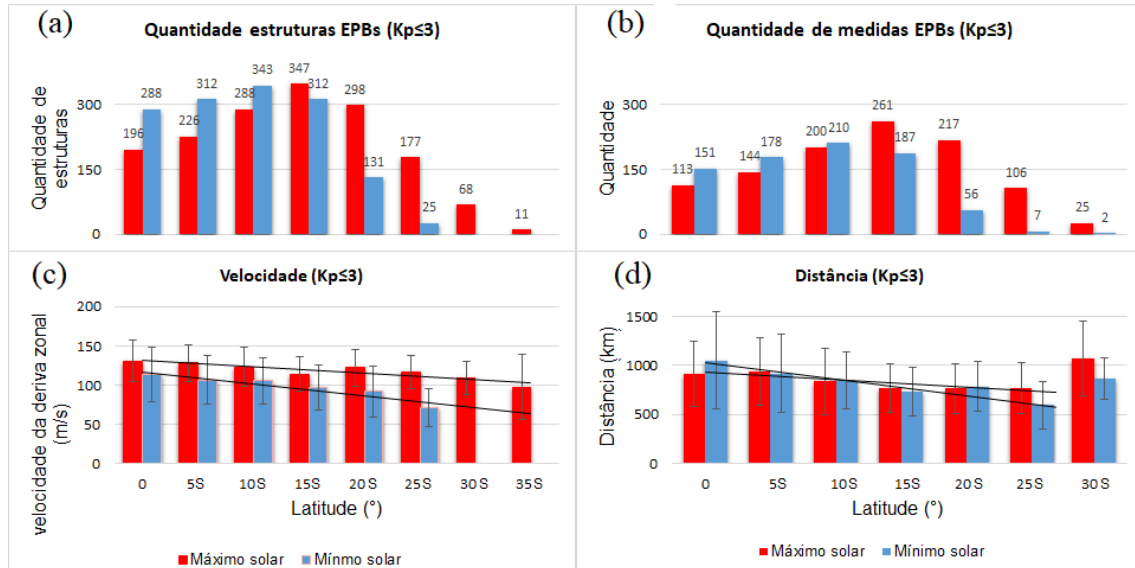 (a)
Quantidade estruturas EPBs (Kp≤3)
Quantidade de
estruturas
300
150
0
196
288
226
312
288
343
347
312
298
131
177
25
68
11
(b)
Quantidade de medidas EPBs (Kp≤3)
Quantidade
300
150
0
113
151
144
178
200
210
261
187
217
56
106
7
25
2
(c)
Velocidade (Kp≤3)
velocidade da deriva zonal
(m/s)
200
150
100
50
0
0 5S 10S 15S 20S 25S 30S 35S
Latitude (°)
Máximo solar Mínmo solar
(d)
Distância (Kp≤3)
Distância (km)
1500
1000
500
0
0 5S 10S 15S 20S 25S 30S
Latitude (°)
Máximo solar Mínimo solar